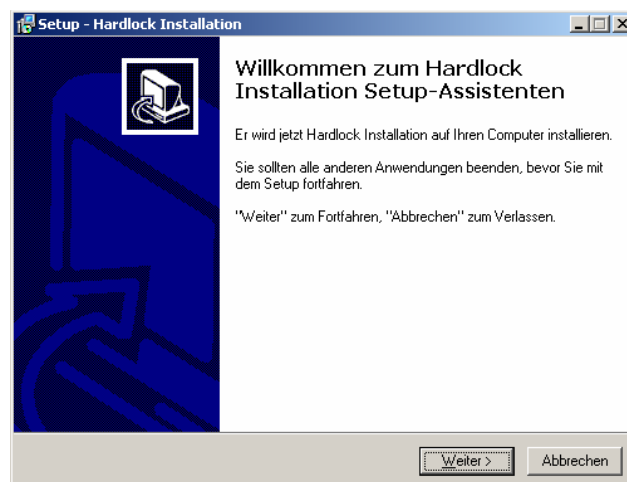 Setup - Hardlock Installation
Willkommen zum Hardlock
Installation Setup-Assistenten
Er wird jetzt Hardlock Installation auf Ihren Computer installieren.
Sie sollten alle anderen Anwendungen beenden, bevor Sie mit
dem Setup fortfahren.
"Weiter" zum Fortfahren, "Abbrechen" zum Verlassen.
Weiter >
Abbrechen